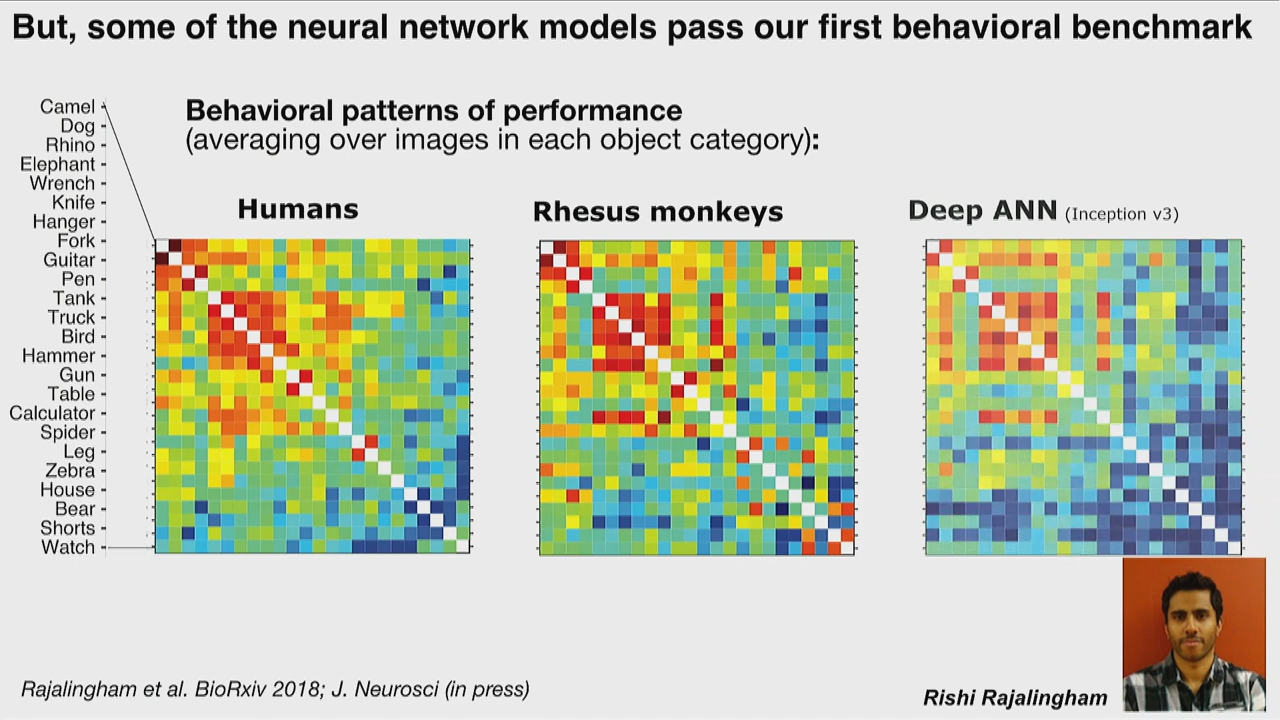 But, some of the neural network models pass our first behavioral benchmark
Behavioral patterns of performance
(averaging over images in each object category):
Camel
Dog
Rhino
Elephant
Wrench
Knife
Hanger
Fork
Guitar
Pen
Tank
Truck
Bird
Hammer
Gun
Table
Calculator
Spider
Leg
Zebra
House
Bear
Shorts
Watch
Humans
Rhesus monkeys
Deep ANN (Inception v3)
Rajalingham et al. BioRxiv 2018; J. Neurosci (in press)
Rishi Rajalingham